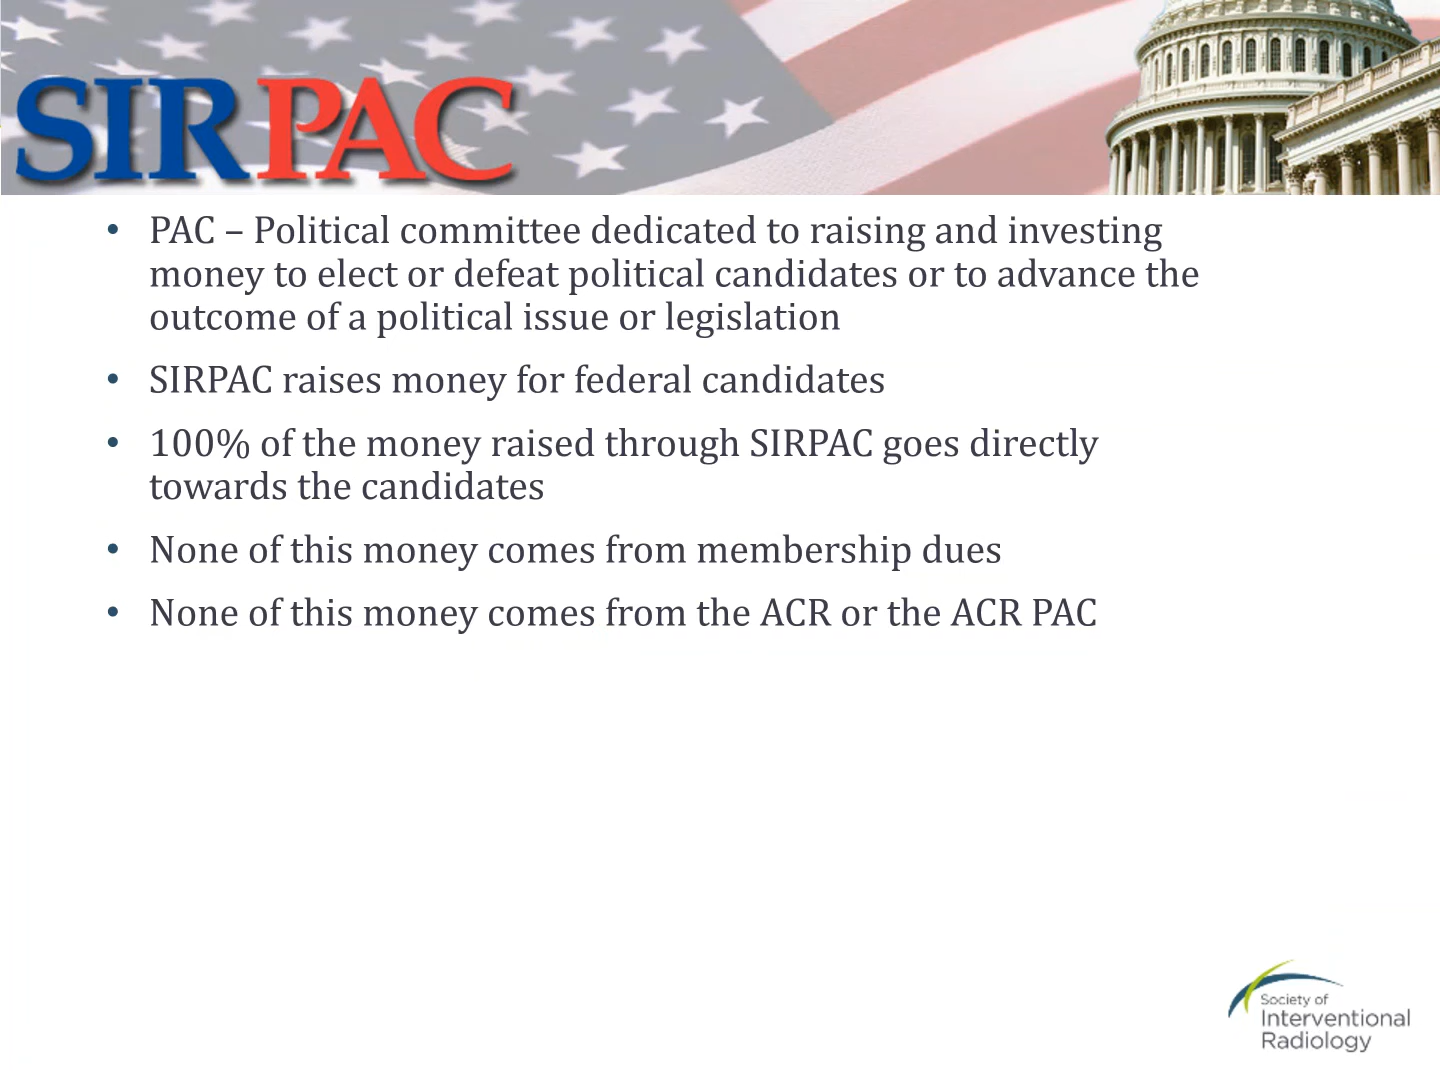 SIRPAC
• PAC – Political committee dedicated to raising and investing
money to elect or defeat political candidates or to advance the
outcome of a political issue or legislation
• SIRPAC raises money for federal candidates
• 100% of the money raised through SIRPAC goes directly
towards the candidates
• None of this money comes from membership dues
• None of this money comes from the ACR or the ACR PAC
Society of
Interventional
Radiology